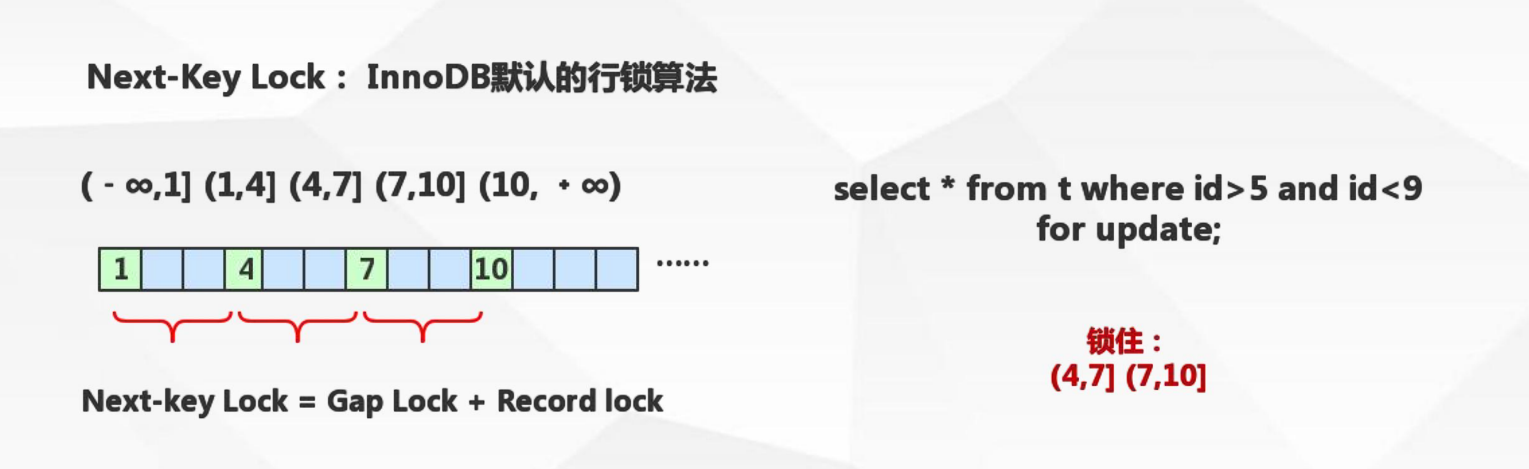 Next-Key Lock： InnoDB默认的行锁算法
(－∞,1] (1,4] (4,7] (7,10] (10, ＋∞)
1 4 7 10 ……
Next-key Lock = Gap Lock + Record lock
select * from t where id>5 and id<9
for update;
锁住：
(4,7] (7,10]